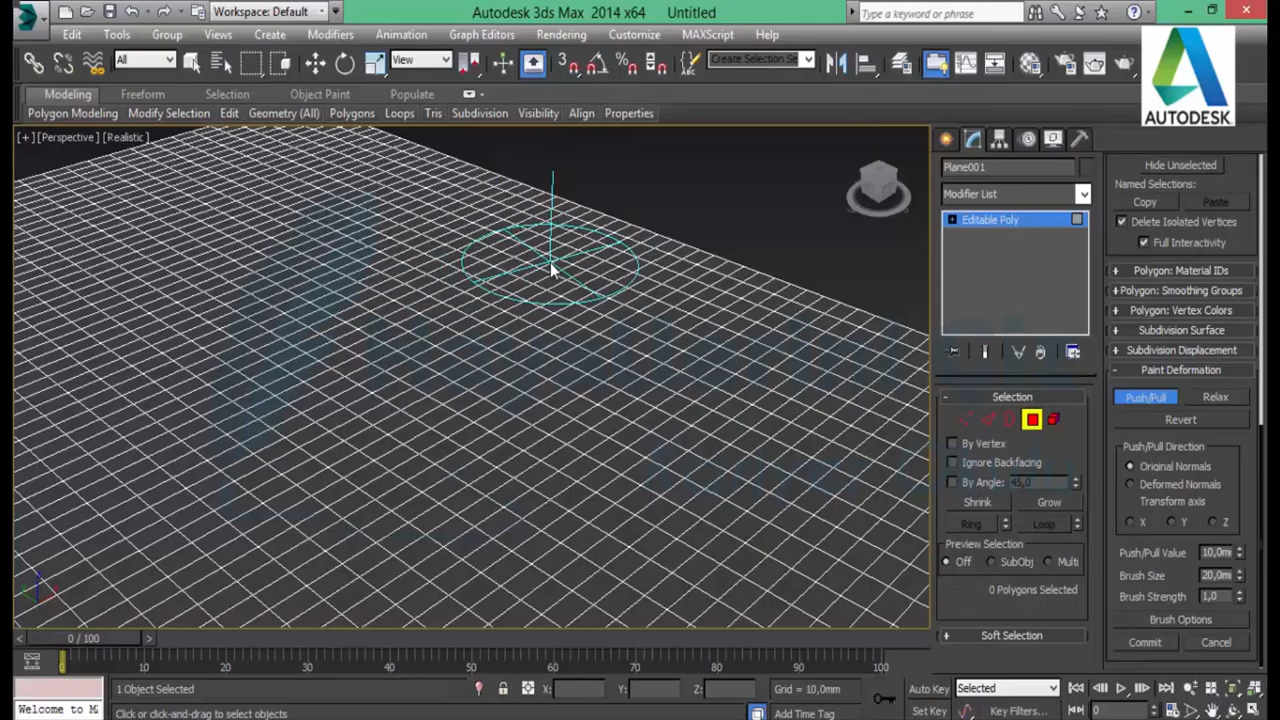 Workspace: Default
Autodesk 3ds Max 2014 x64 Untitled
Type a keyword or phrase
Edit Tools Group Views Create Modifiers Animation Graph Editors Rendering Customize MAXScript Help
All
View
Create Selection Se
AUTODESK
Modeling Freeform Selection Object Paint Populate
Polygon Modeling Modify Selection Edit Geometry (All) Polygons Loops Tris Subdivision Visibility Align Properties
[+] [Perspective] [Realistic]
Plane001
Modifier List
Editable Poly
Selection
By Vertex
Ignore Backfacing
By Angle: 45,0
Shrink Grow
Ring Loop
Preview Selection
Off SubObj Multi
0 Polygons Selected
Soft Selection
Hide Unselected
Named Selections:
Copy Paste
Delete Isolated Vertices
Full Interactivity
Polygon: Material IDs
Polygon: Smoothing Groups
Polygon: Vertex Colors
Subdivision Surface
Subdivision Displacement
Paint Deformation
Push/Pull Relax
Revert
Push/Pull Direction
Original Normals
Deformed Normals
Transform axis
X Y Z
Push/Pull Value 10,0m
Brush Size 20,0m
Brush Strength 1,0
Brush Options
Commit Cancel
0 / 100
0 10 20 30 40 50 60 70 80 90 100
1 Object Selected X: Y: Z: Grid = 10,0mm Auto Key Selected
Welcome to M Click or click-and-drag to select objects Add Time Tag Set Key Key Filters... 0